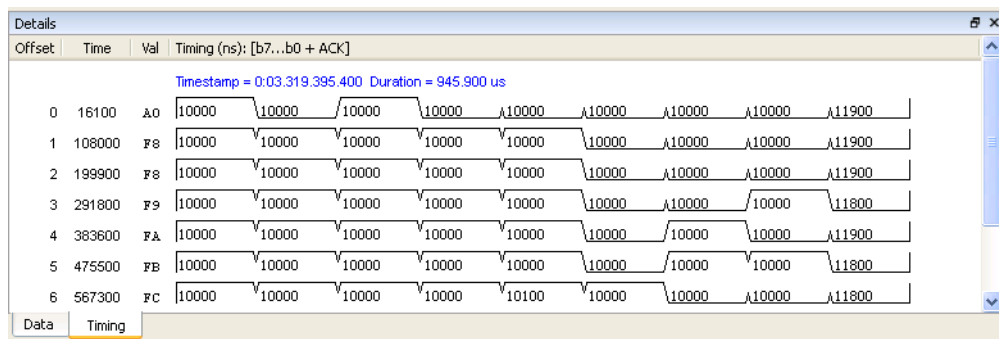 Details
Offset Time Val Timing (ns): [b7...b0 + ACK]
Timestamp = 0:03.319.395.400 Duration = 945.900 us
0 16100 A0 10000 10000 10000 10000 10000 10000 10000 10000 11900
1 108000 F8 10000 10000 10000 10000 10000 10000 10000 10000 11900
2 199900 F8 10000 10000 10000 10000 10000 10000 10000 10000 11900
3 291800 F9 10000 10000 10000 10000 10000 10000 10000 10000 11800
4 383600 FA 10000 10000 10000 10000 10000 10000 10000 10000 11900
5 475500 FB 10000 10000 10000 10000 10000 10000 10000 10000 11800
6 567300 FC 10000 10000 10000 10000 10100 10000 10000 10000 11800
Data Timing